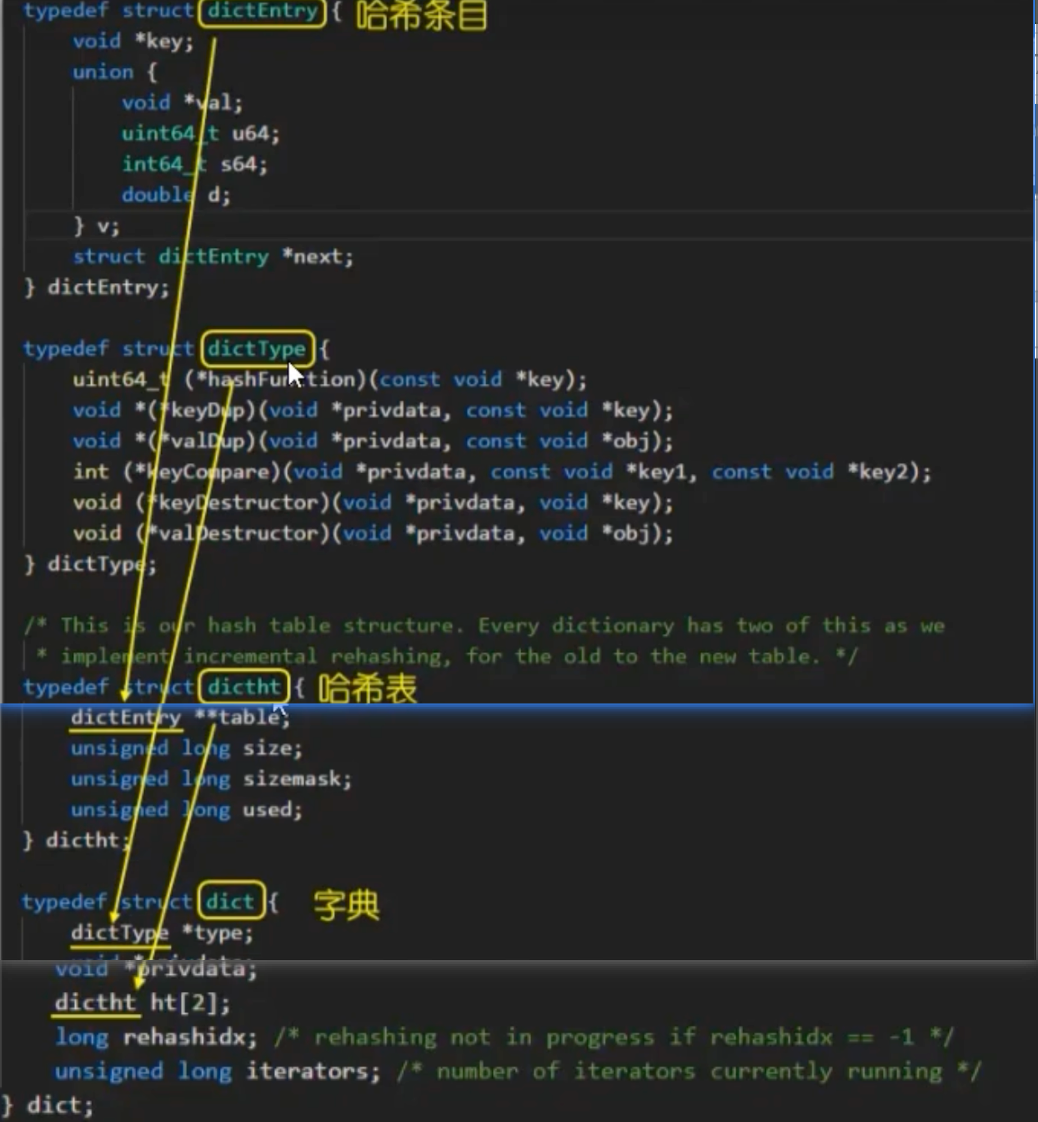 typedef struct dictEntry { 哈希条目
void *key;
union {
void *val;
uint64_t u64;
int64_t s64;
double d;
} v;
struct dictEntry *next;
} dictEntry;
typedef struct dictType {
uint64_t (*hashFunction)(const void *key);
void *(*keyDup)(void *privdata, const void *key);
void *(*valDup)(void *privdata, const void *obj);
int (*keyCompare)(void *privdata, const void *key1, const void *key2);
void (*keyDestructor)(void *privdata, void *key);
void (*valDestructor)(void *privdata, void *obj);
} dictType;
/* This is our hash table structure. Every dictionary has two of this as we
* implement incremental rehashing, for the old to the new table. */
typedef struct dictht { 哈希表
dictEntry **table;
unsigned long size;
unsigned long sizemask;
unsigned long used;
} dictht;
typedef struct dict { 字典
dictType *type;
void *privdata;
dictht ht[2];
long rehashidx; /* rehashing not in progress if rehashidx == -1 */
unsigned long iterators; /* number of iterators currently running */
} dict;